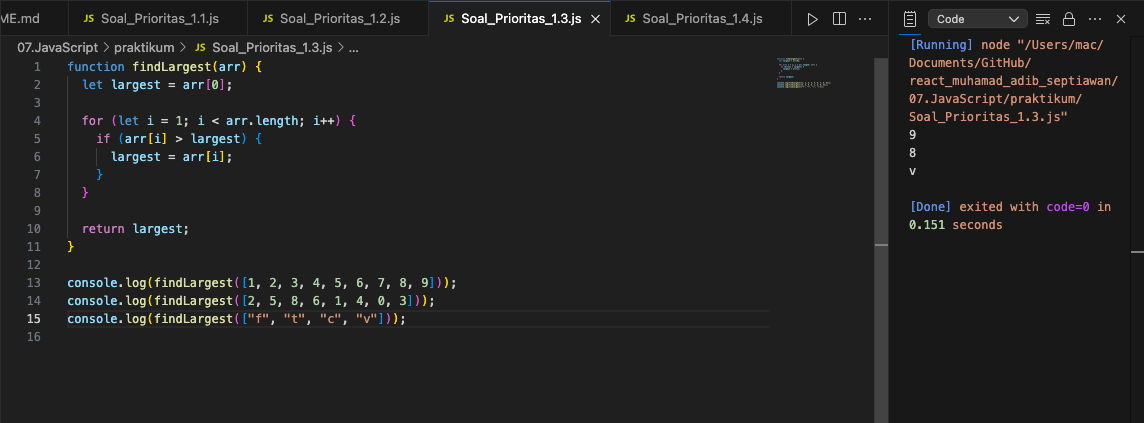 ME.md
JS Soal_Prioritas_1.1.js
JS Soal_Prioritas_1.2.js
JS Soal_Prioritas_1.3.js
JS Soal_Prioritas_1.4.js
07.JavaScript > praktikum > JS Soal_Prioritas_1.3.js > ...
1 function findLargest(arr) {
2 let largest = arr[0];
3
4 for (let i = 1; i < arr.length; i++) {
5 if (arr[i] > largest) {
6 largest = arr[i];
7 }
8 }
9
10 return largest;
11 }
12
13 console.log(findLargest([1, 2, 3, 4, 5, 6, 7, 8, 9]));
14 console.log(findLargest([2, 5, 8, 6, 1, 4, 0, 3]));
15 console.log(findLargest(["f", "t", "c", "v"]));
16
Code
[Running] node "/Users/mac/
Documents/GitHub/
react_muhamad_adib_septiawan/
07.JavaScript/praktikum/
Soal_Prioritas_1.3.js"
9
8
v
[Done] exited with code=0 in
0.151 seconds